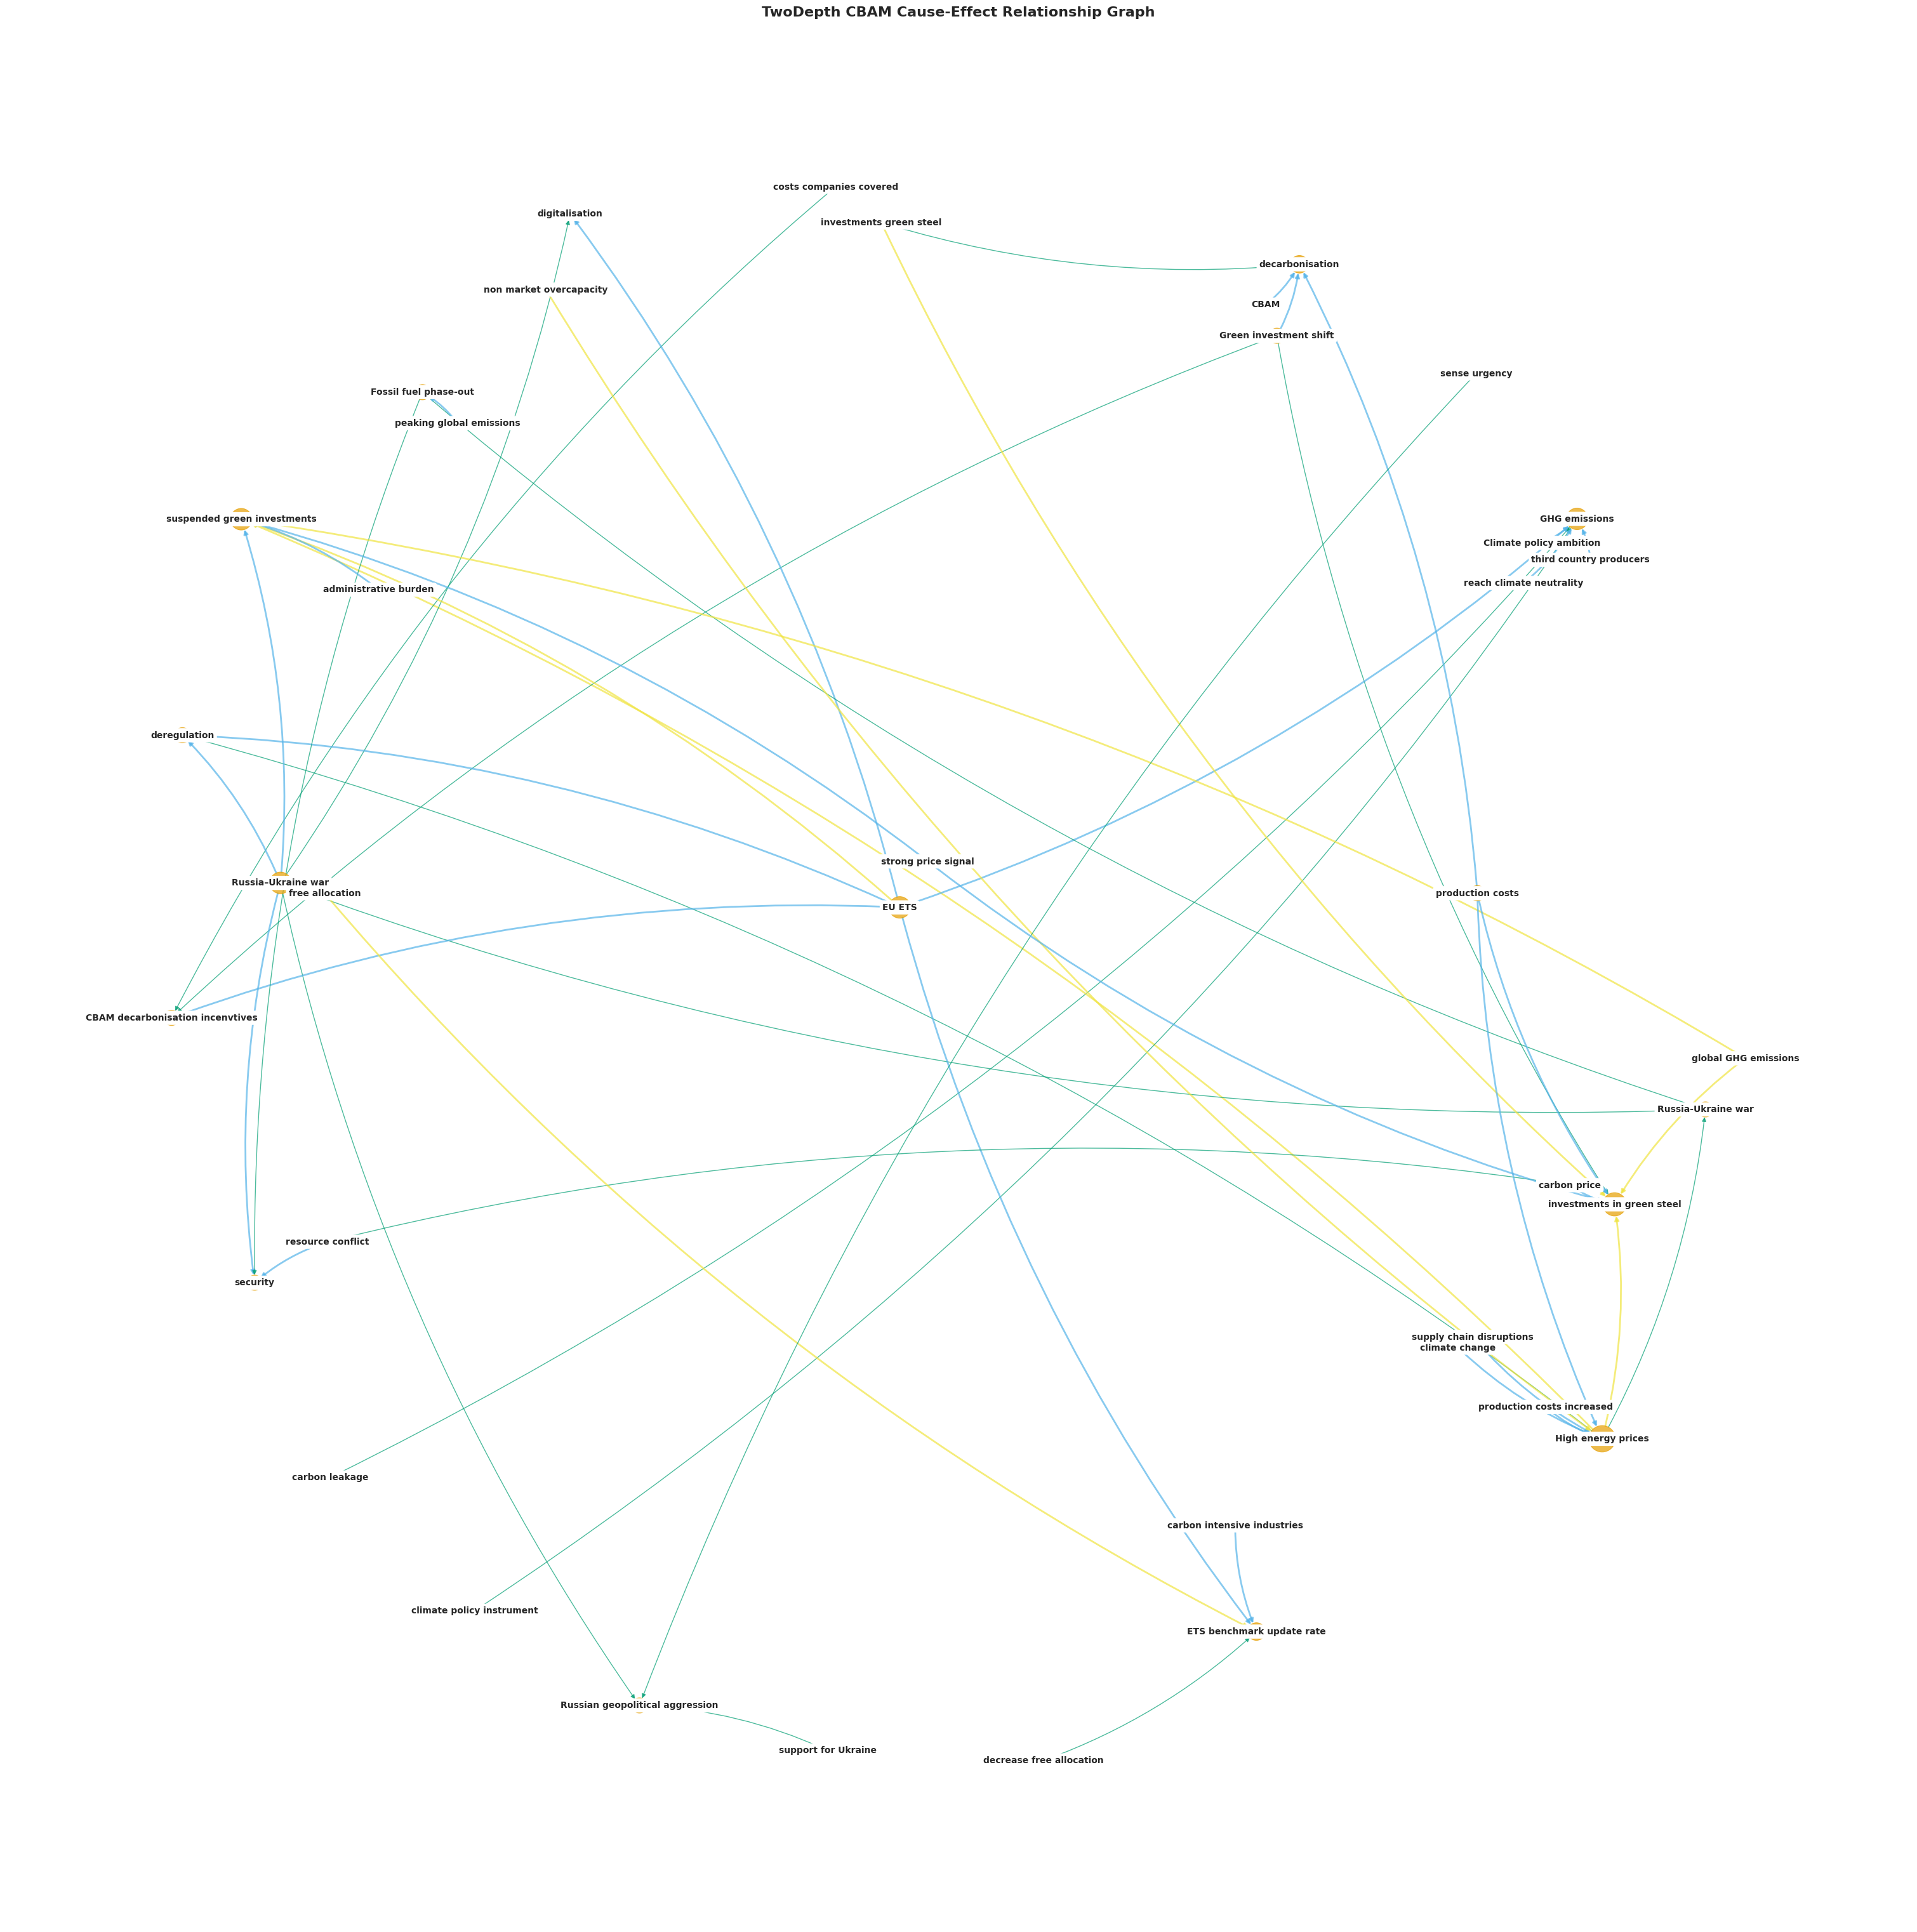 TwoDepth CBAM Cause-Effect Relationship Graph
costs companies covered
digitalisation
investments green steel
decarbonisation
non market overcapacity
CBAM
Green investment shift
sense urgency
Fossil fuel phase-out
peaking global emissions
suspended green investments
GHG emissions
Climate policy ambition
third country producers
reach climate neutrality
administrative burden
deregulation
strong price signal
Russia–Ukraine war
free allocation
production costs
EU ETS
CBAM decarbonisation incenvtives
global GHG emissions
Russia-Ukraine war
carbon price
investments in green steel
resource conflict
security
supply chain disruptions
climate change
production costs increased
High energy prices
carbon leakage
carbon intensive industries
climate policy instrument
ETS benchmark update rate
Russian geopolitical aggression
support for Ukraine
decrease free allocation